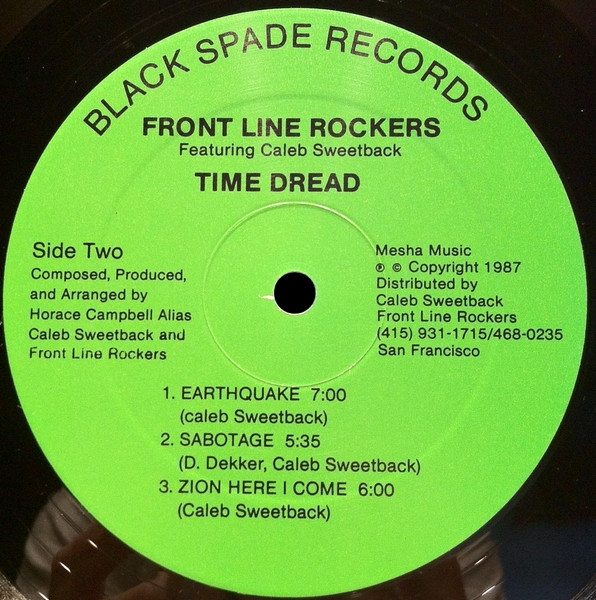 BLACK SPADE RECORDS
FRONT LINE ROCKERS
Featuring Caleb Sweetback
TIME DREAD
Side Two
Composed, Produced,
and Arranged by
Horace Campbell Alias
Caleb Sweetback and
Front Line Rockers
Mesha Music
℗ © Copyright 1987
Distributed by
Caleb Sweetback
Front Line Rockers
(415) 931-1715/468-0235
San Francisco
1. EARTHQUAKE 7:00
(caleb Sweetback)
2. SABOTAGE 5:35
(D. Dekker, Caleb Sweetback)
3. ZION HERE I COME 6:00
(Caleb Sweetback)